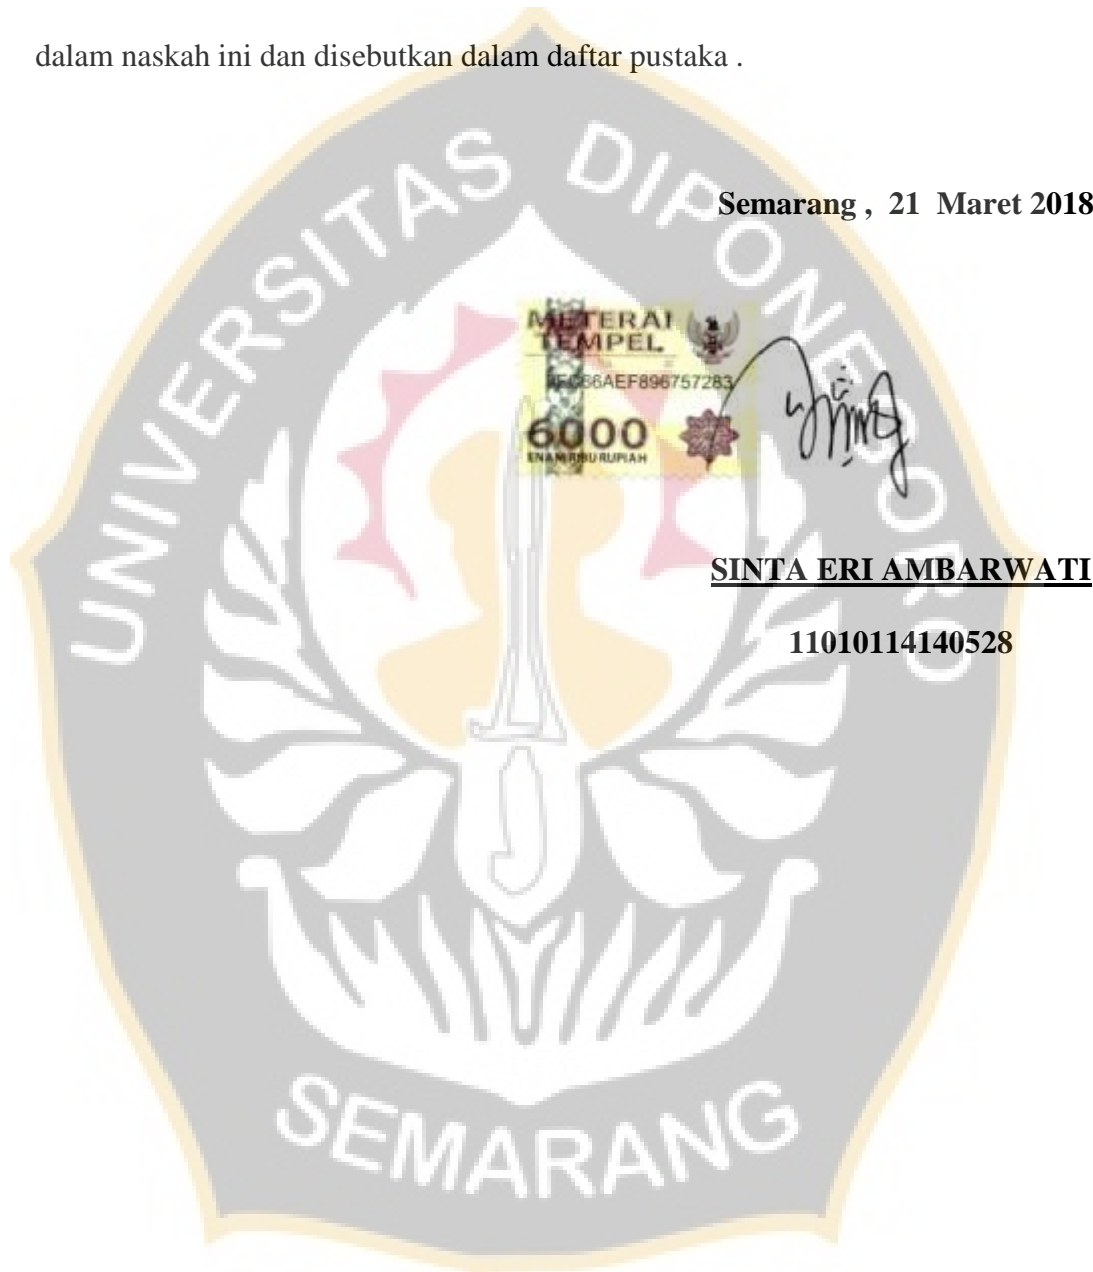 dalam naskah ini dan disebutkan dalam daftar pustaka .
UNIVERSITAS DIPONEGORO
Semarang , 21 Maret 2018
METERAI
TEMPEL
6000
ENAM RIBU RUPIAH
SINTA ERI AMBARWATI
11010114140528
SEMARANG